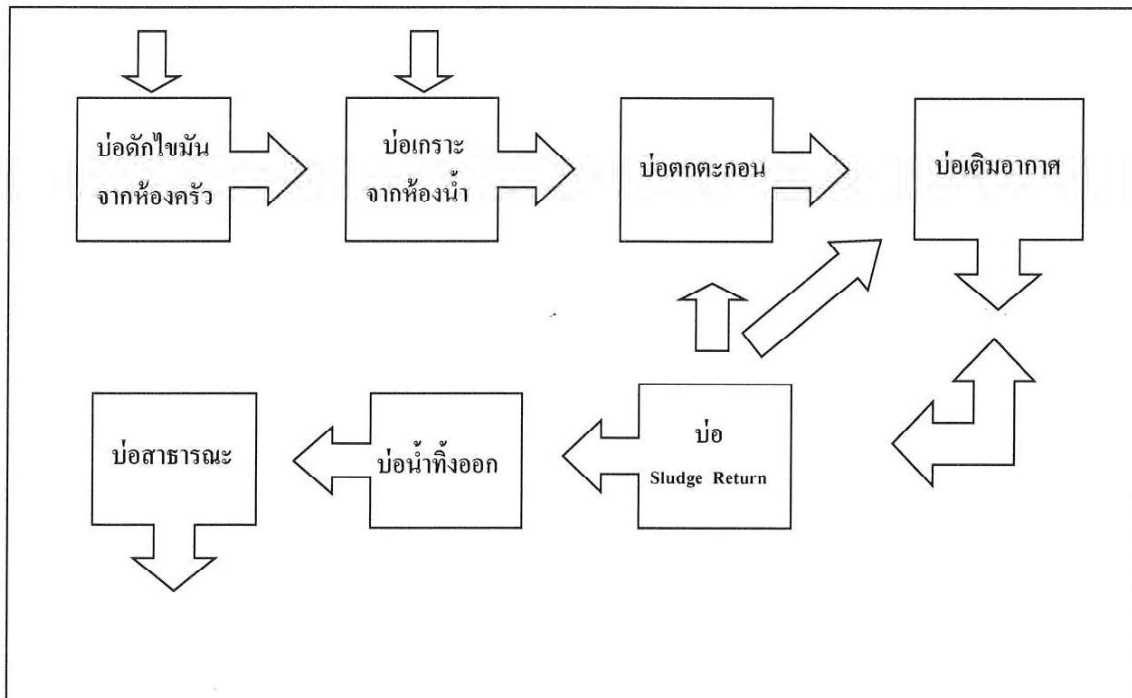 บ่อดักไขมัน
จากห้องครัว
บ่อเกราะ
จากห้องน้ำ
บ่อตกตะกอน
บ่อเติมอากาศ
บ่อสาธารณะ
บ่อน้ำทิ้งออก
บ่อ
Sludge Return